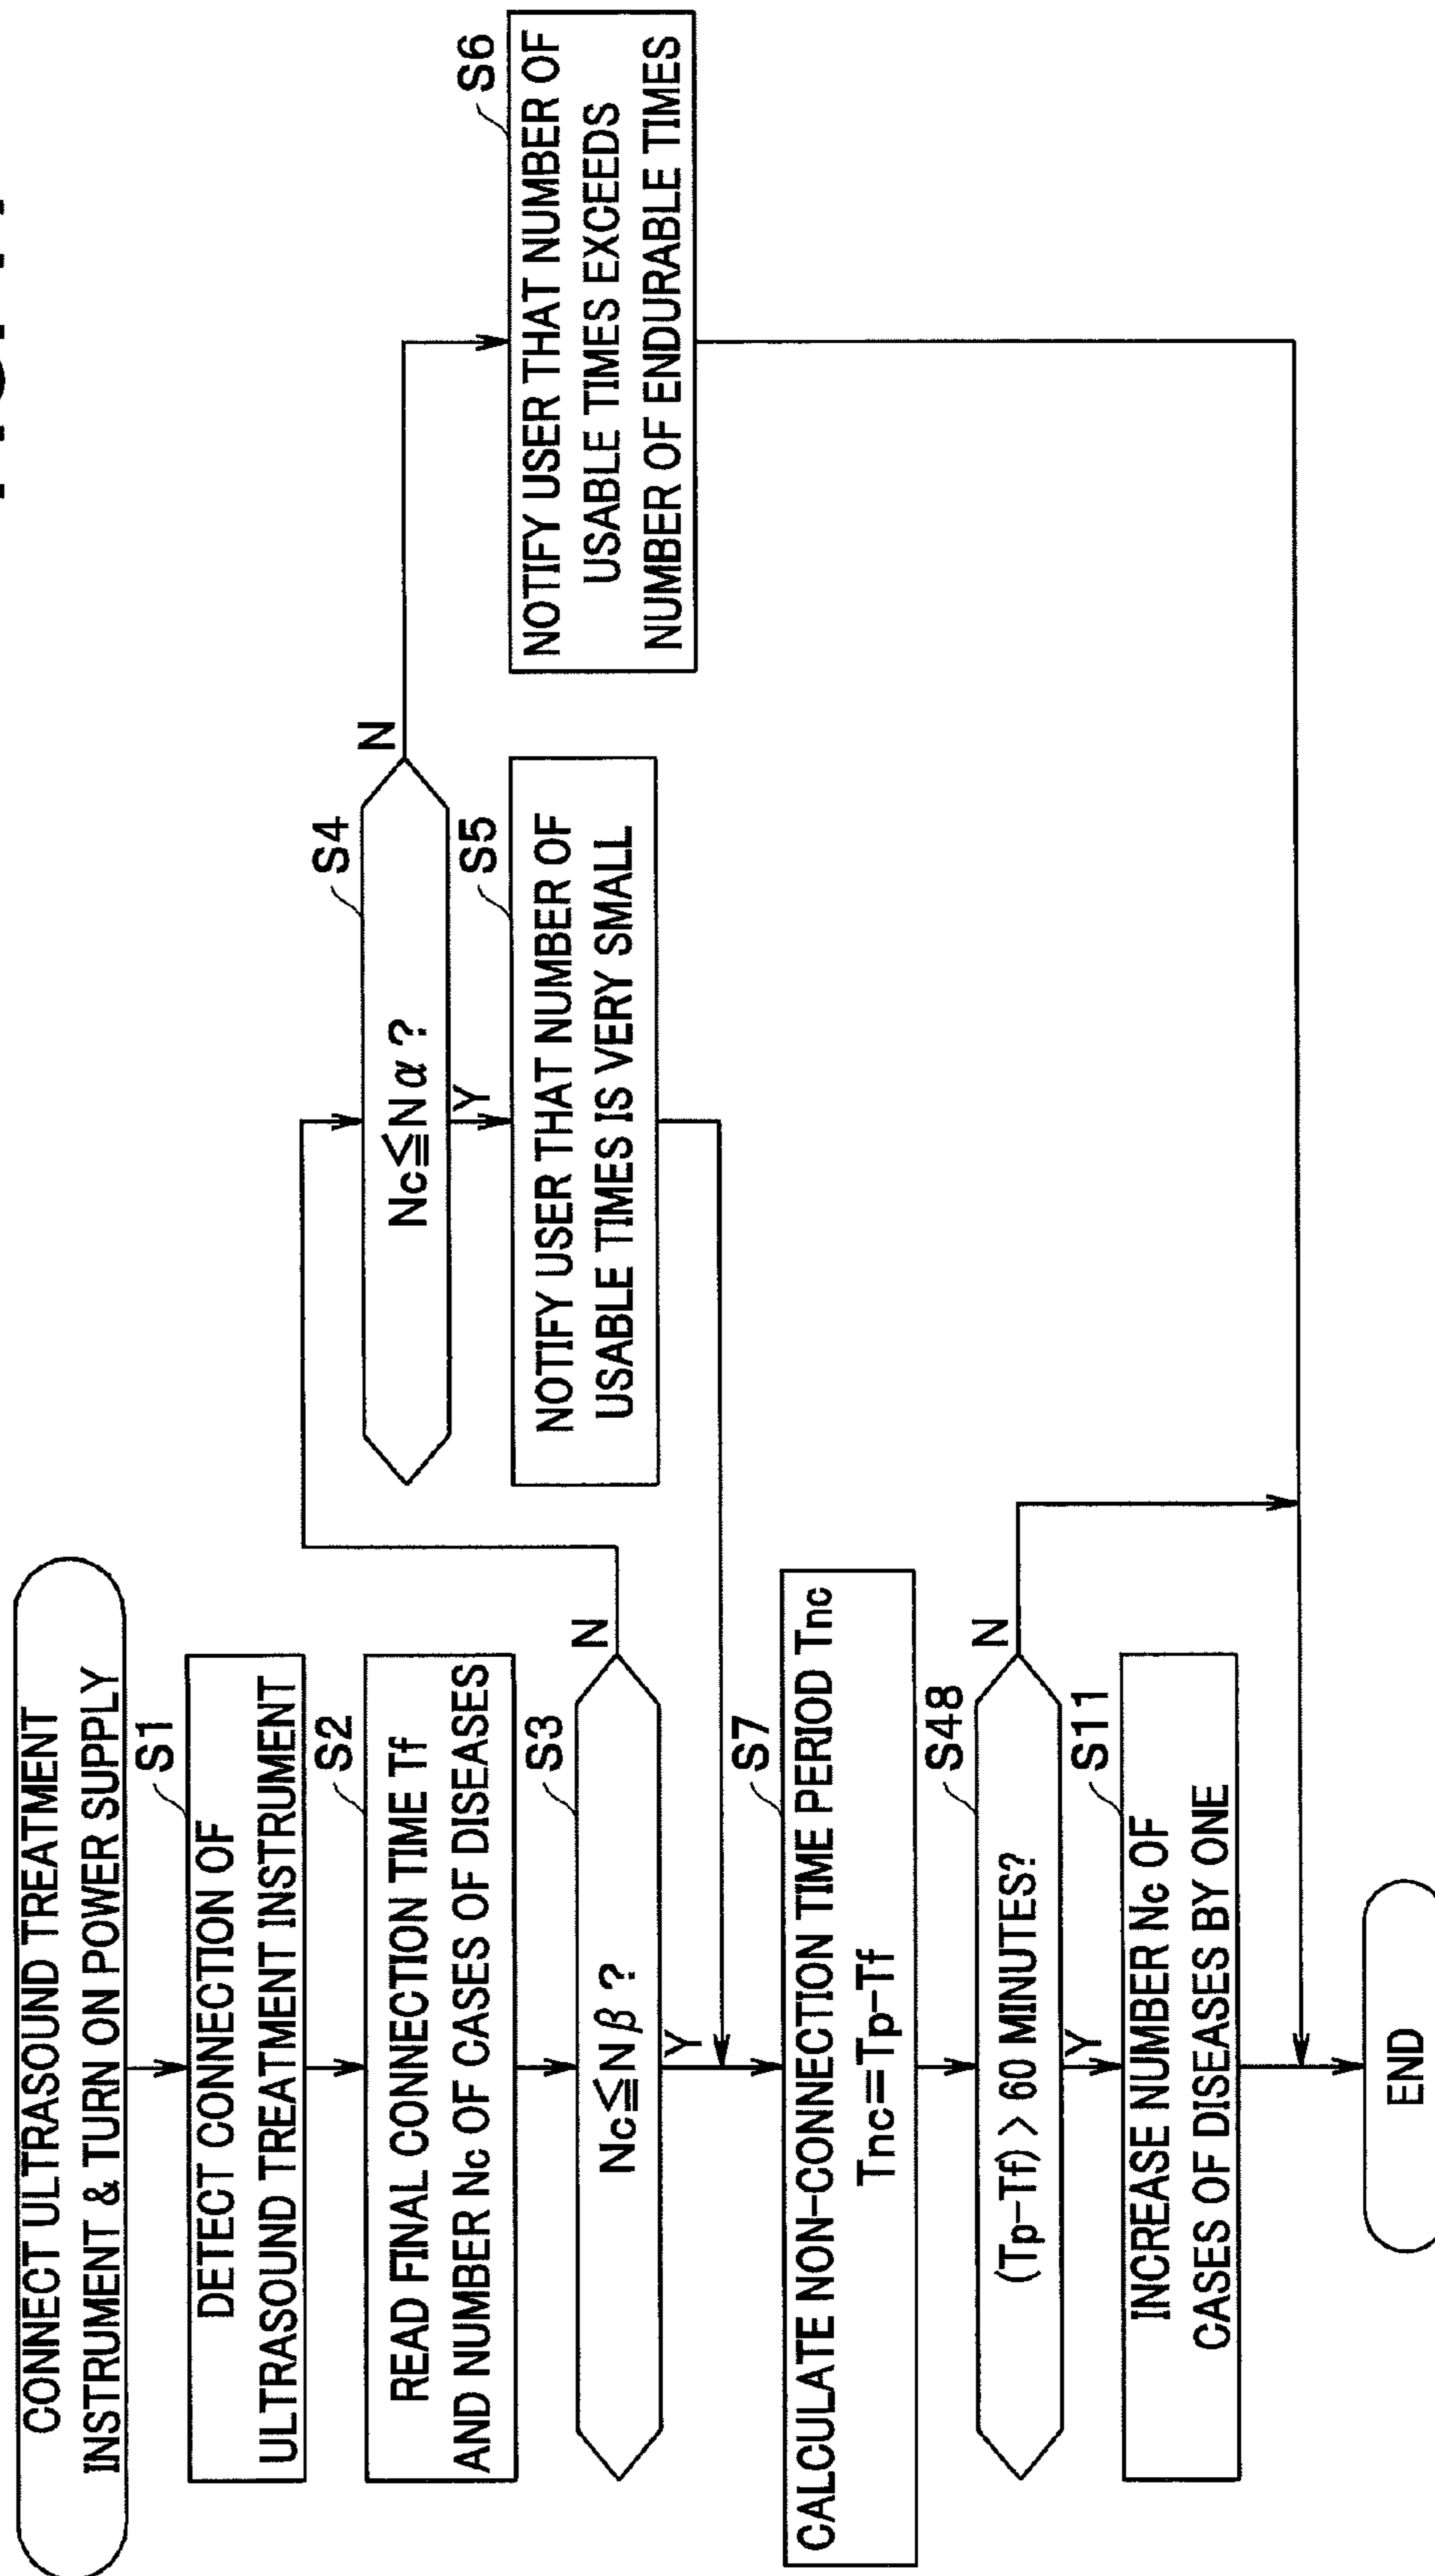 CONNECT ULTRASOUND TREATMENT
INSTRUMENT & TURN ON POWER SUPPLY
S1
DETECT CONNECTION OF
ULTRASOUND TREATMENT INSTRUMENT
S2
READ FINAL CONNECTION TIME Tf
AND NUMBER Nc OF CASES OF DISEASES
S3
Nc≦Nβ?
N
Y
S4
Nc≦Nα?
N
Y
S5
NOTIFY USER THAT NUMBER OF
USABLE TIMES IS VERY SMALL
S6
NOTIFY USER THAT NUMBER OF
USABLE TIMES EXCEEDS
NUMBER OF ENDURABLE TIMES
S7
CALCULATE NON-CONNECTION TIME PERIOD Tnc
Tnc=Tp-Tf
S48
(Tp-Tf) > 60 MINUTES?
N
Y
S11
INCREASE NUMBER Nc OF
CASES OF DISEASES BY ONE
END